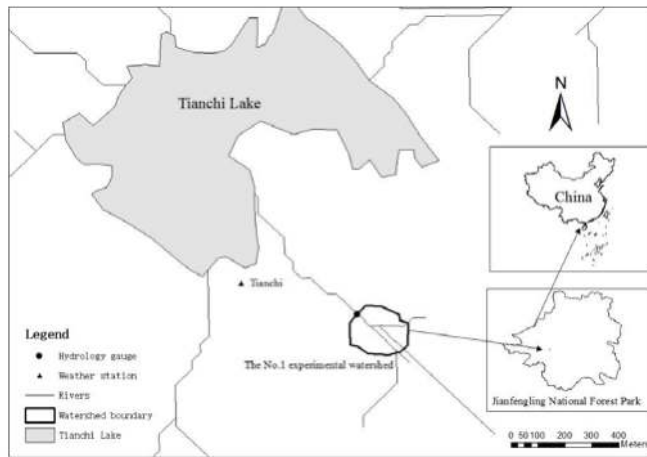 Tianchi Lake
N
China
Tianchi
The No.1 experimental watershed
Jianfengling National Forest Park
Legend
Hydrology gauge
Weather station
Rivers
Watershed boundary
Tianchi Lake
0 50 100 200 300 400
Meters